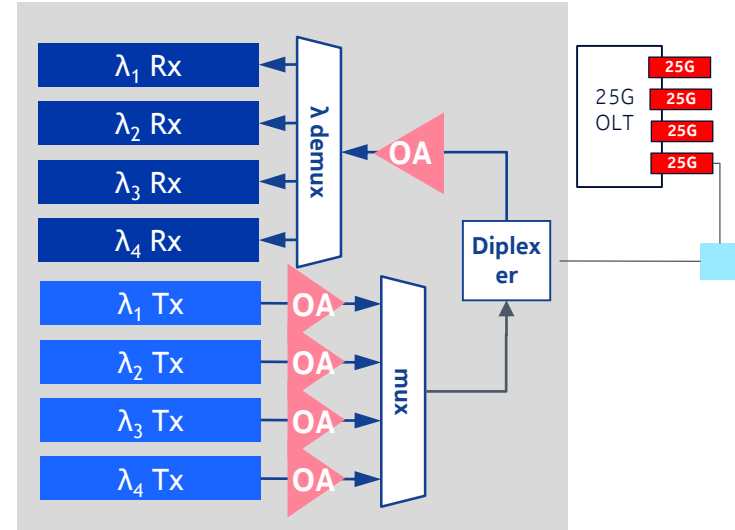 λ₁ Rx
λ₂ Rx
λ₃ Rx
λ₄ Rx
λ demux
OA
λ₁ Tx
λ₂ Tx
λ₃ Tx
λ₄ Tx
OA
OA
OA
OA
mux
Diplex
er
25G
OLT
25G
25G
25G
25G